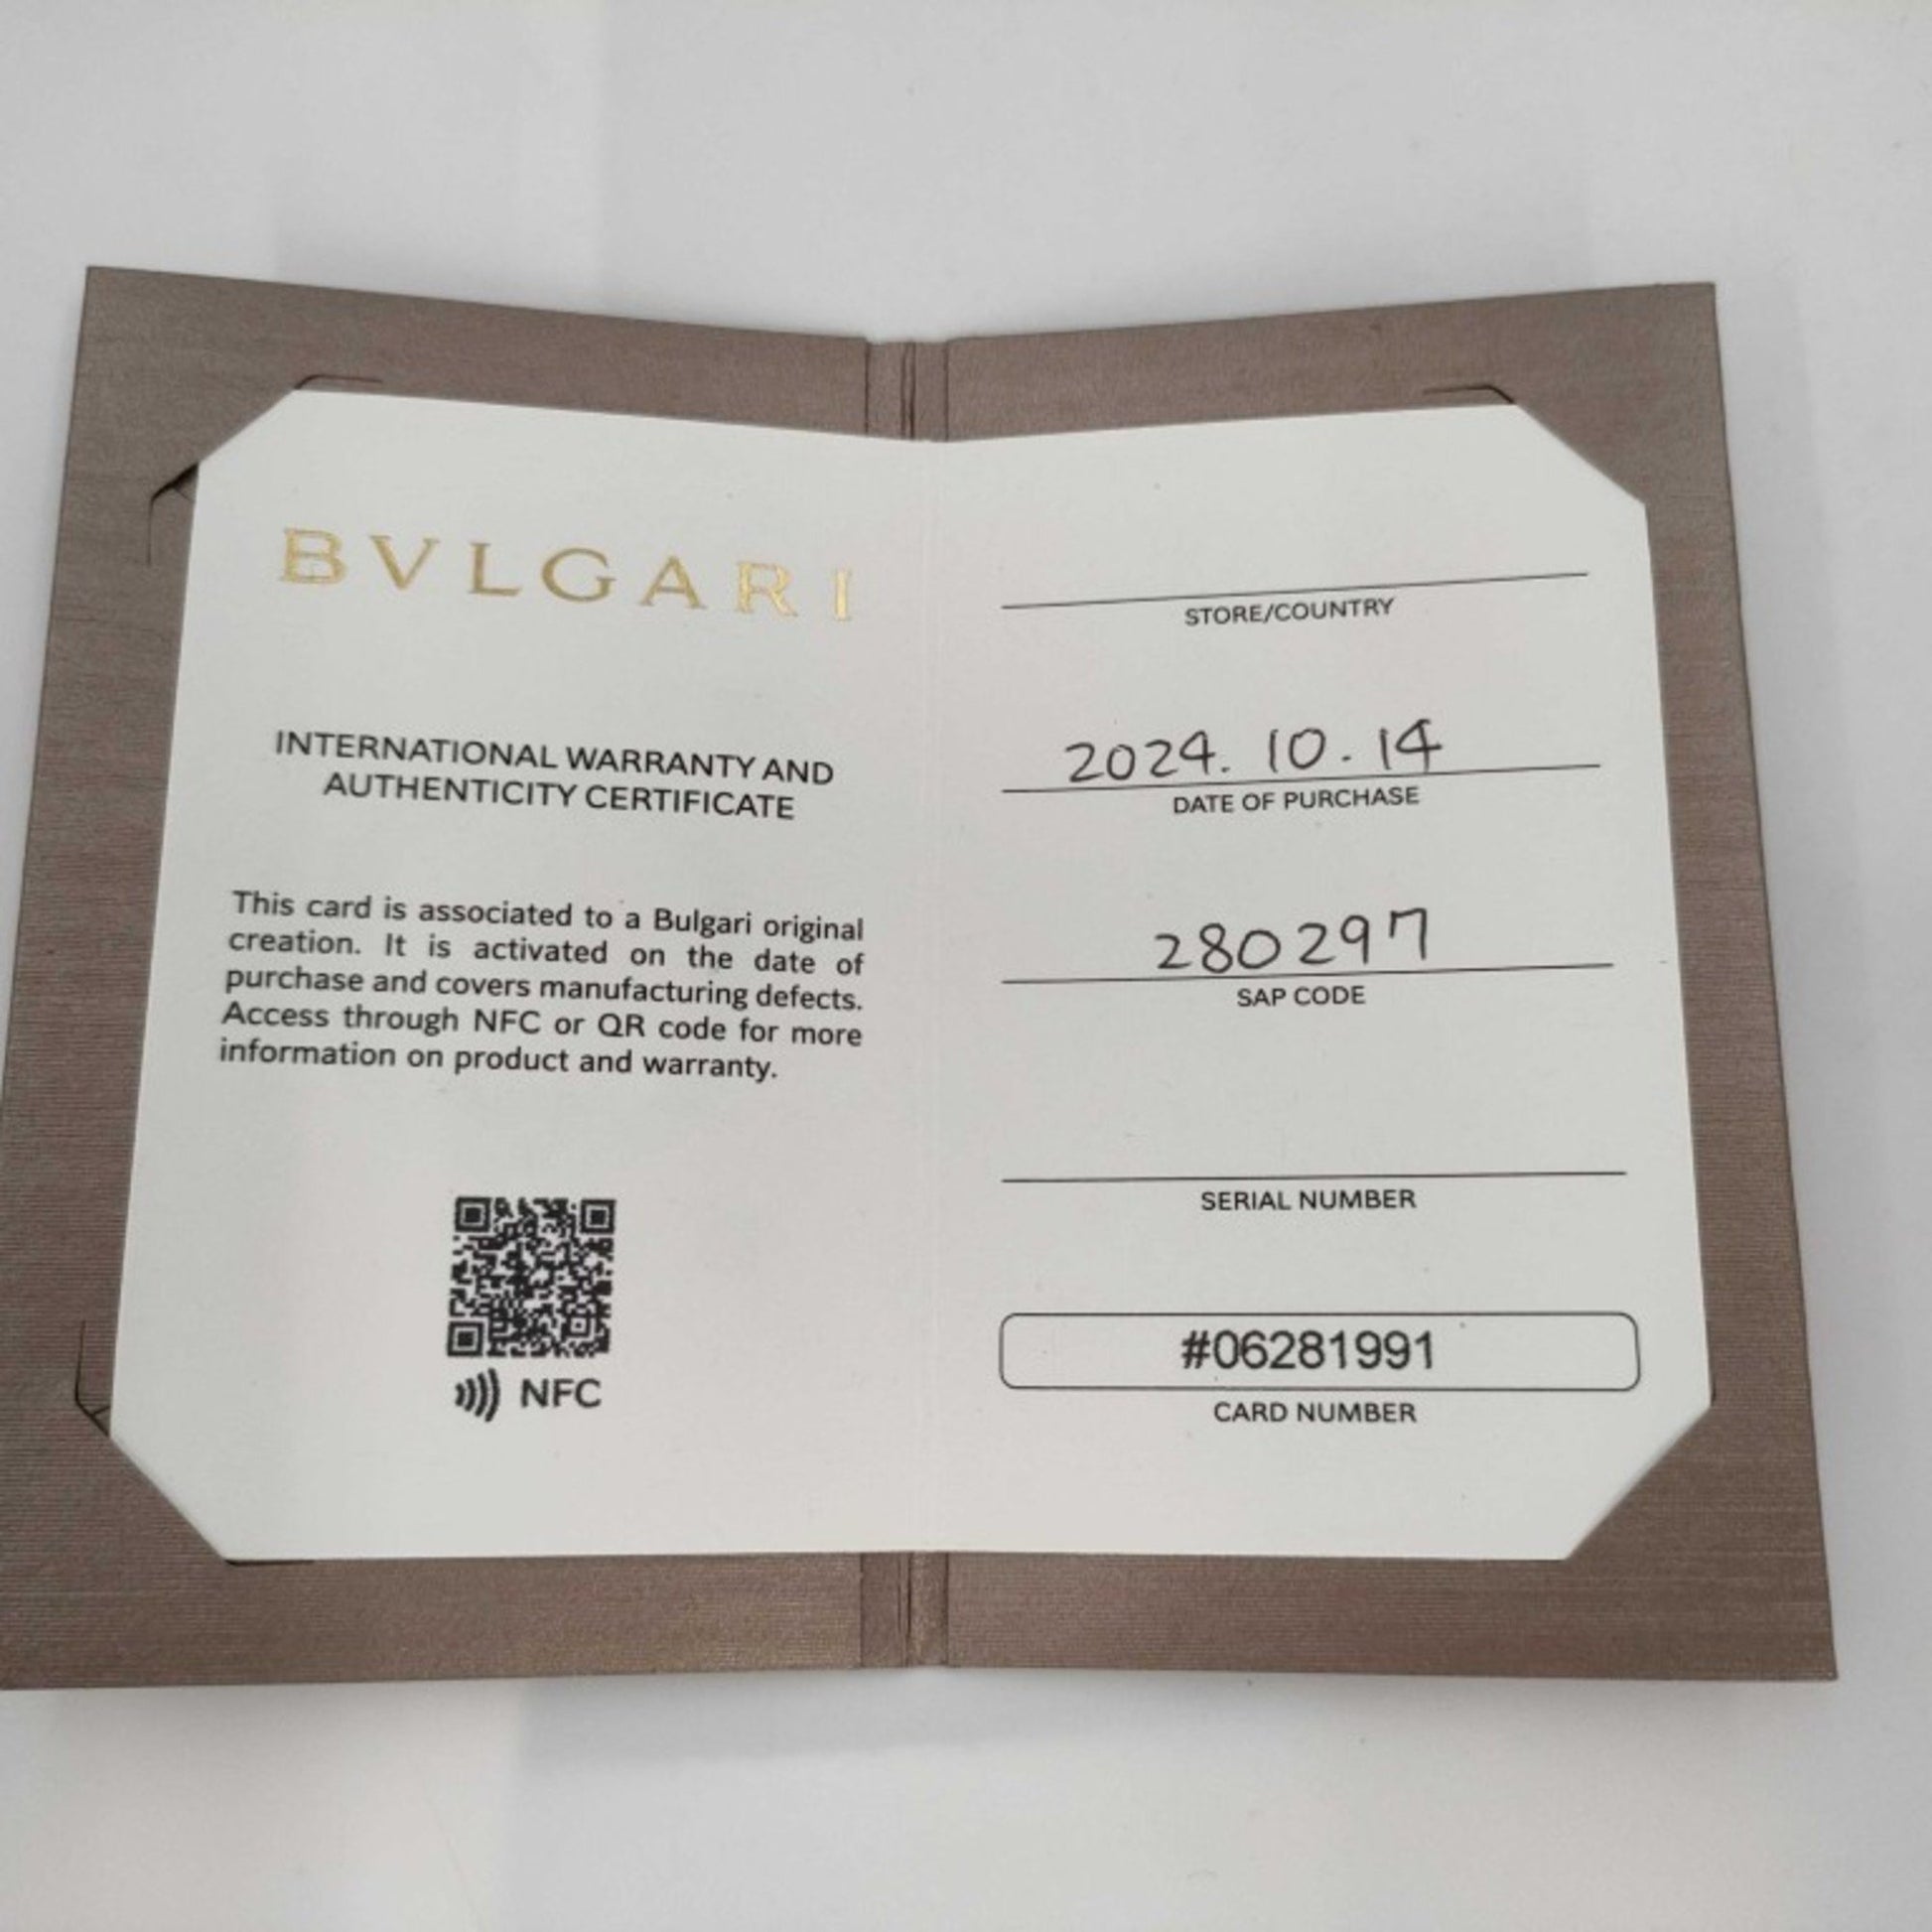 BVLGARI
INTERNATIONAL WARRANTY AND
AUTHENTICITY CERTIFICATE
This card is associated to a Bulgari original
creation. It is activated on the date of
purchase and covers manufacturing defects.
Access through NFC or QR code for more
information on product and warranty.
NFC
STORE/COUNTRY
2024. 10. 14
DATE OF PURCHASE
280297
SAP CODE
SERIAL NUMBER
#06281991
CARD NUMBER